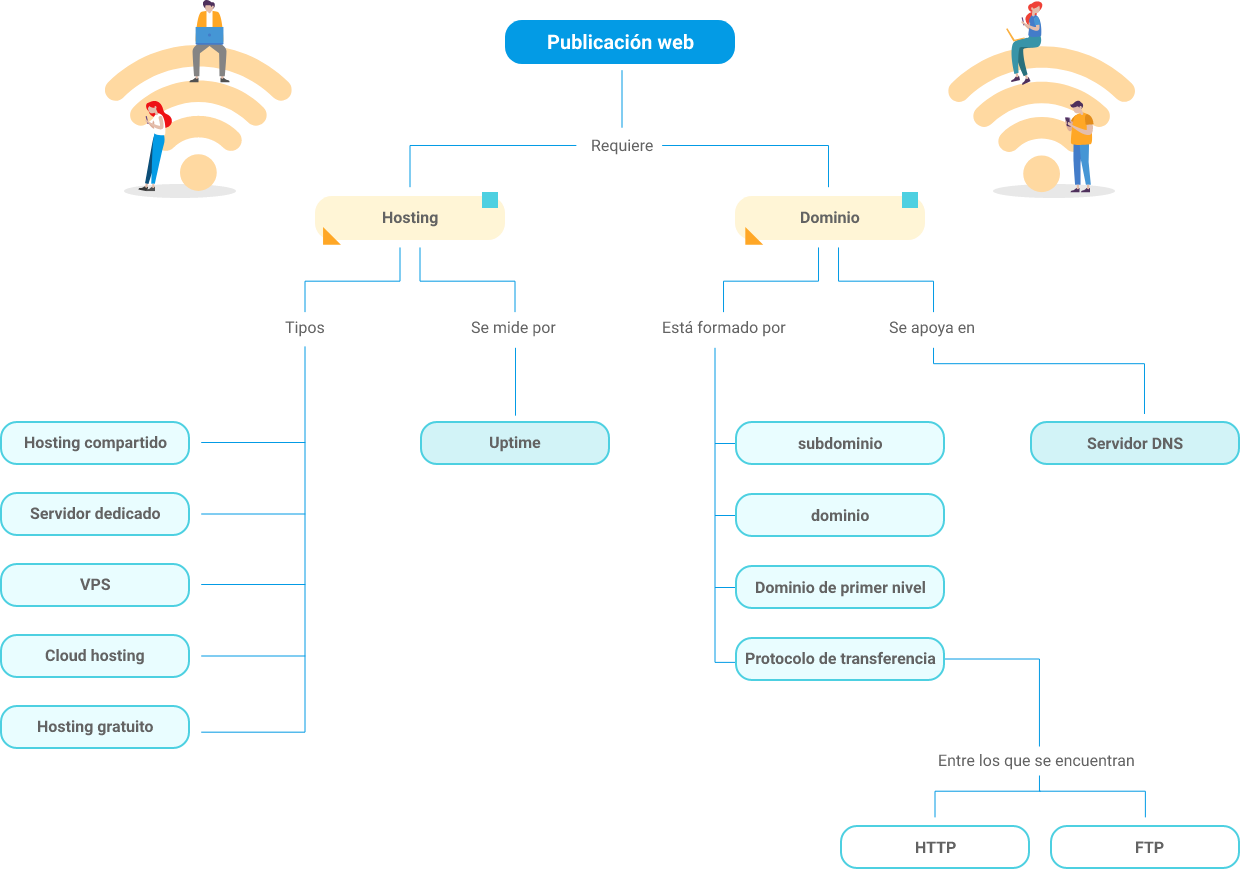 Publicación web
Requiere
Hosting
Dominio
Tipos
Se mide por
Está formado por
Se apoya en
Hosting compartido
Uptime
subdominio
Servidor DNS
Servidor dedicado
dominio
VPS
Dominio de primer nivel
Cloud hosting
Protocolo de transferencia
Hosting gratuito
Entre los que se encuentran
HTTP
FTP